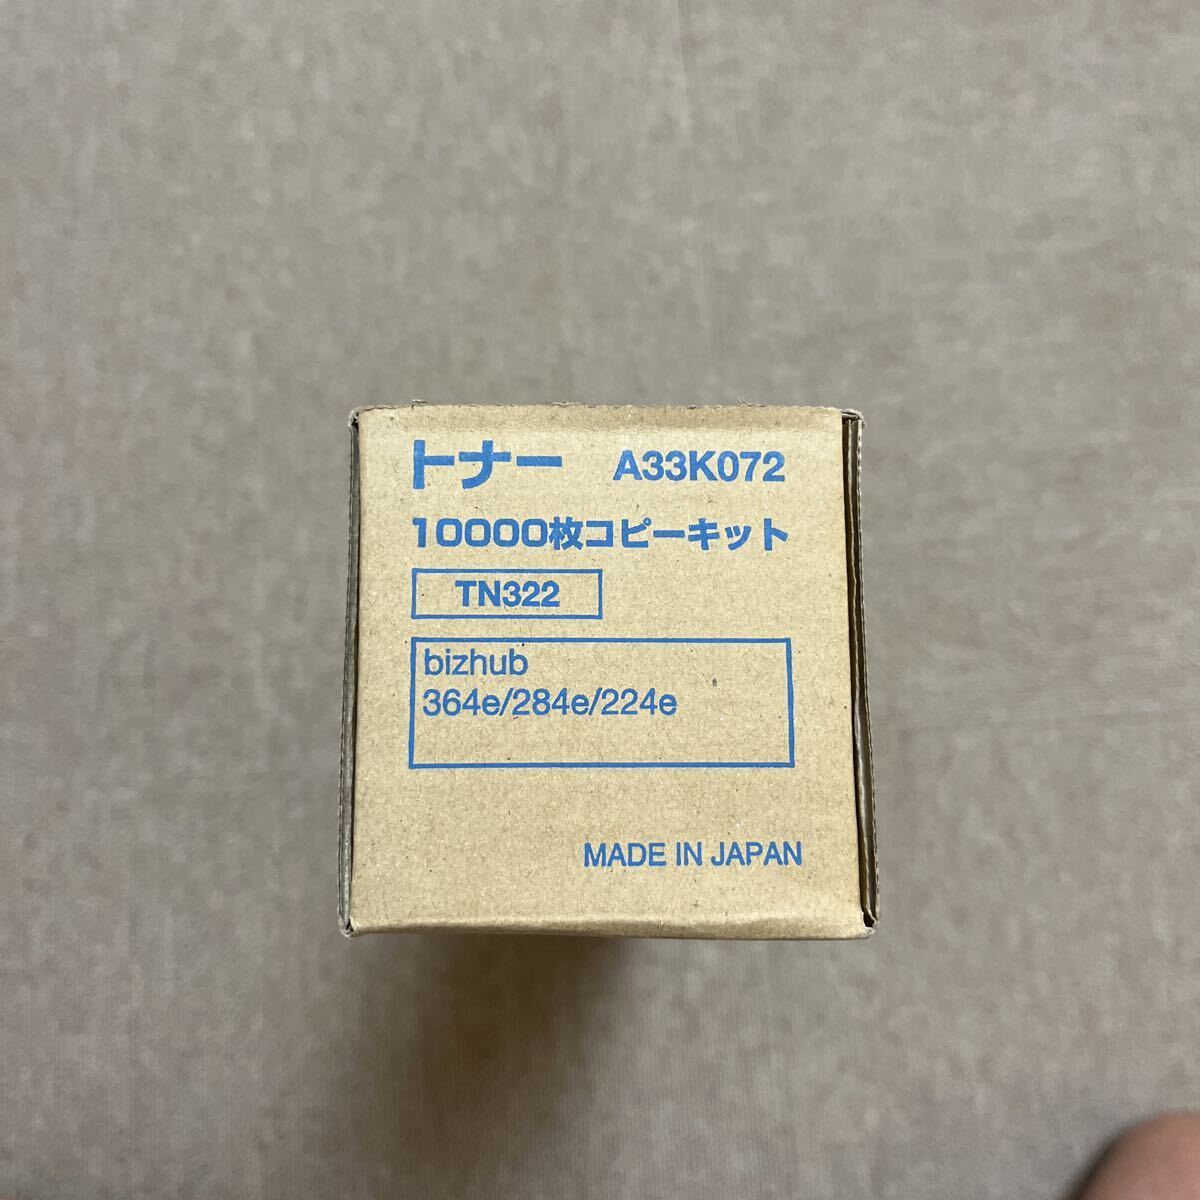 トナー A33K072
10000枚コピーキット
TN322
bizhub
364e/284e/224e
MADE IN JAPAN